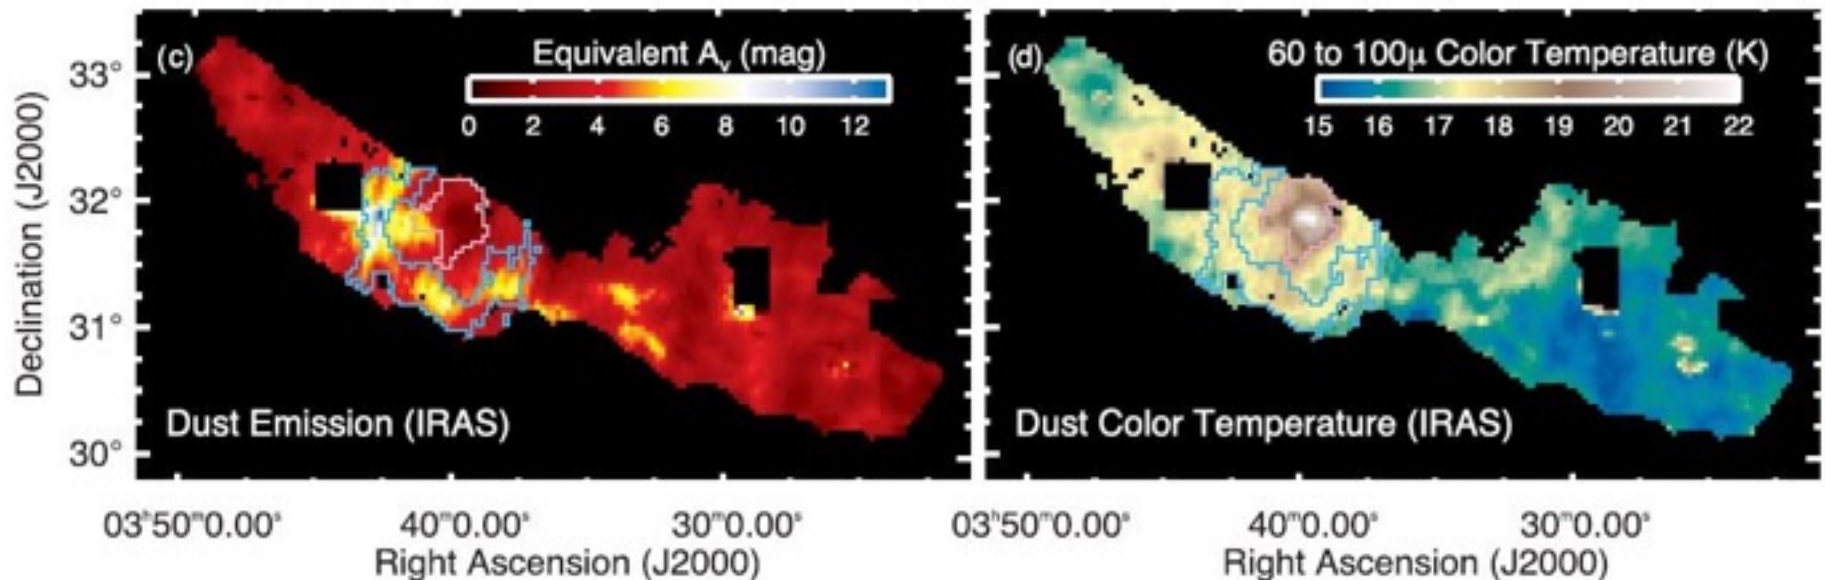 (c) Equivalent Aᵥ (mag)
0 2 4 6 8 10 12
Dust Emission (IRAS)
(d) 60 to 100μ Color Temperature (K)
15 16 17 18 19 20 21 22
Dust Color Temperature (IRAS)
33°
32°
31°
30°
Declination (J2000)
03ʰ50ᵐ0.00ˢ 40ᵐ0.00ˢ 30ᵐ0.00ˢ
Right Ascension (J2000)
03ʰ50ᵐ0.00ˢ 40ᵐ0.00ˢ 30ᵐ0.00ˢ
Right Ascension (J2000)